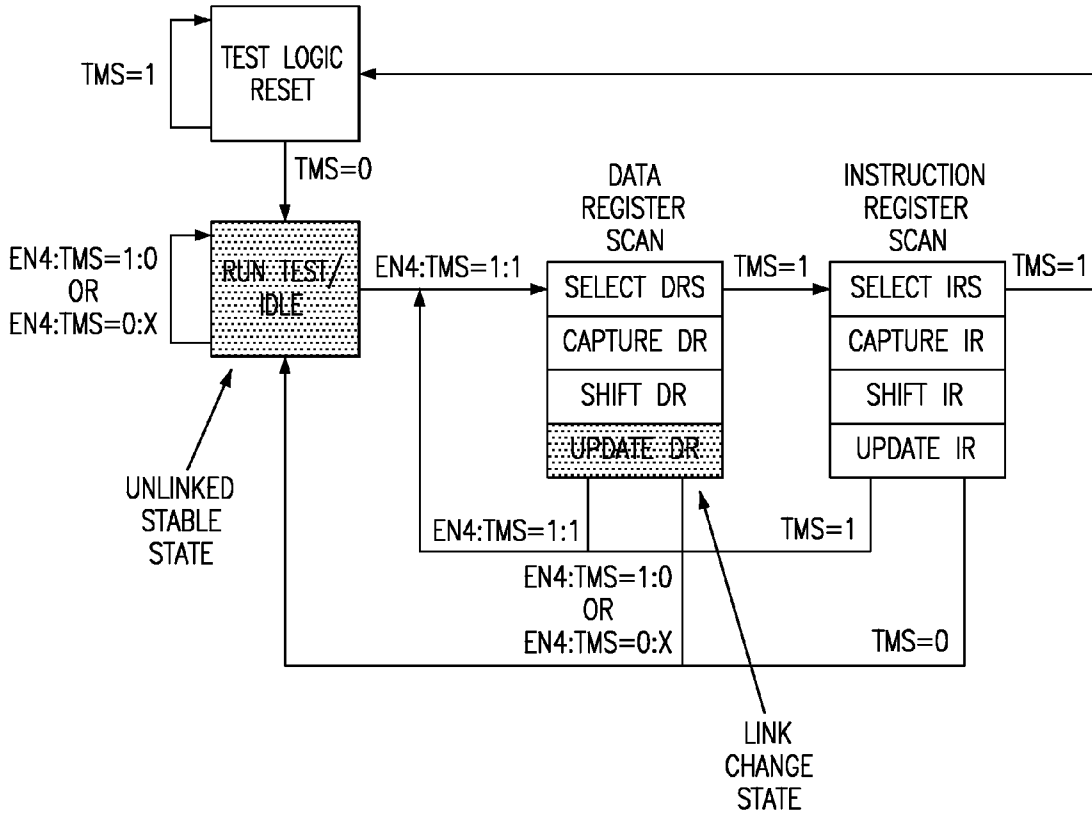 TEST LOGIC
RESET
TMS=1
TMS=0
DATA
REGISTER
SCAN
INSTRUCTION
REGISTER
SCAN
EN4:TMS=1:0
OR
EN4:TMS=0:X
RUN TEST/
IDLE
EN4:TMS=1:1
SELECT DRS
TMS=1
SELECT IRS
TMS=1
CAPTURE DR
CAPTURE IR
SHIFT DR
SHIFT IR
UPDATE DR
UPDATE IR
UNLINKED
STABLE
STATE
EN4:TMS=1:1
TMS=1
EN4:TMS=1:0
OR
EN4:TMS=0:X
TMS=0
LINK
CHANGE
STATE